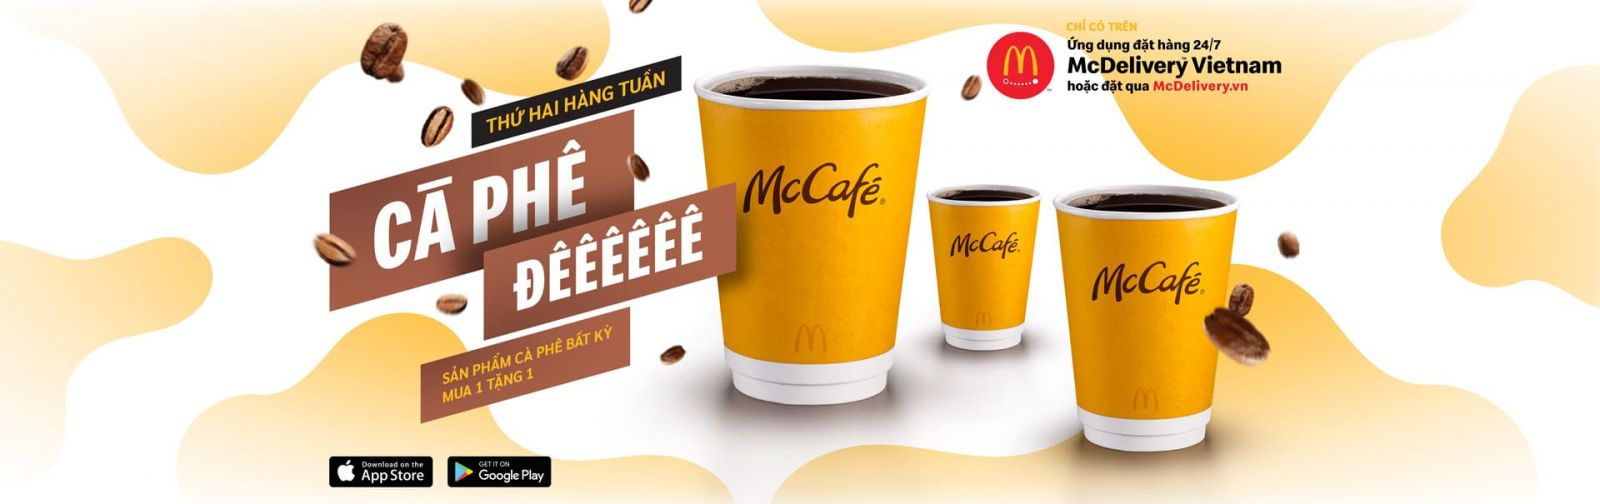 THỨ HAI HÀNG TUẦN
CÀ PHÊ
ĐÊÊÊÊÊÊ
SẢN PHẨM CÀ PHÊ BẤT KỲ
MUA 1 TẶNG 1
Download on the
App Store
GET IT ON
Google Play
McCafé®
McCafé®
McCafé®
CHỈ CÓ TRÊN
Ứng dụng đặt hàng 24/7
McDelivery™ Vietnam
hoặc đặt qua McDelivery.vn